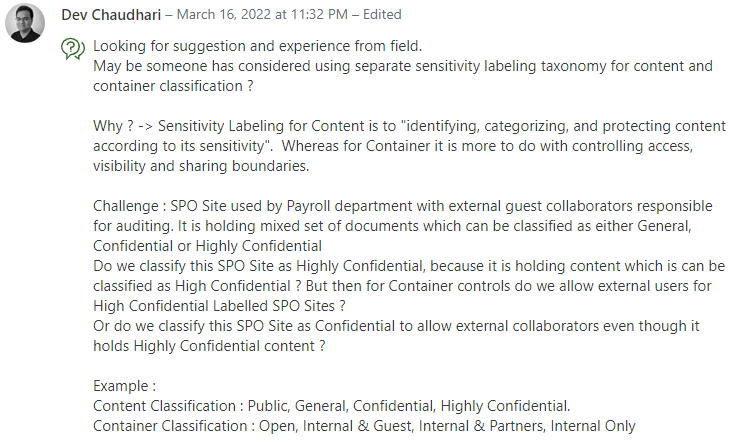 Dev Chaudhari – March 16, 2022 at 11:32 PM – Edited
Looking for suggestion and experience from field.
May be someone has considered using separate sensitivity labeling taxonomy for content and
container classification ?
Why ? -> Sensitivity Labeling for Content is to "identifying, categorizing, and protecting content
according to its sensitivity".  Whereas for Container it is more to do with controlling access,
visibility and sharing boundaries.
Challenge : SPO Site used by Payroll department with external guest collaborators responsible
for auditing. It is holding mixed set of documents which can be classified as either General,
Confidential or Highly Confidential
Do we classify this SPO Site as Highly Confidential, because it is holding content which is can be
classified as High Confidential ? But then for Container controls do we allow external users for
High Confidential Labelled SPO Sites ?
Or do we classify this SPO Site as Confidential to allow external collaborators even though it
holds Highly Confidential content ?
Example :
Content Classification : Public, General, Confidential, Highly Confidential.
Container Classification : Open, Internal & Guest, Internal & Partners, Internal Only